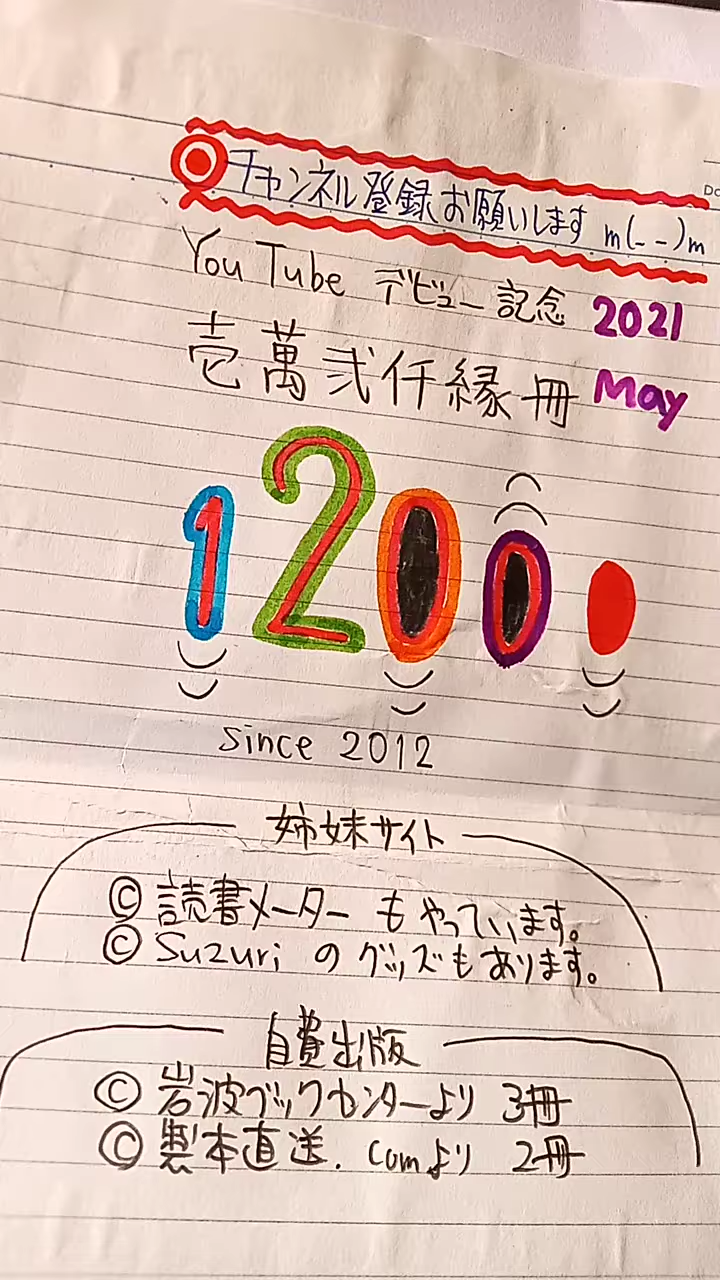 チャンネル登録お願いします m(--)m
YouTube デビュー記念 2021
壱萬弐仟縁冊 May
12000
since 2012
姉妹サイト
© 読書メーターもやっています。
© Suzuri のグッズもあります。
自費出版
© 岩波ブックセンターより 3冊
© 製本直送.comより 2冊